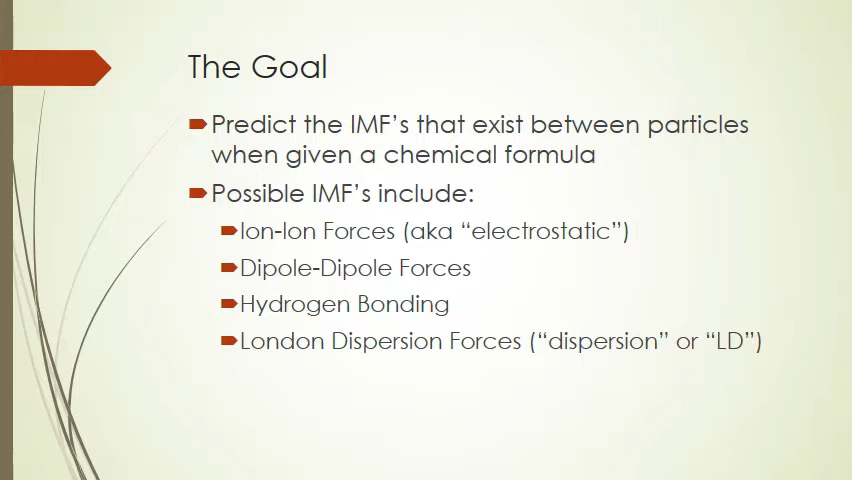 The Goal
Predict the IMF’s that exist between particles
when given a chemical formula
Possible IMF’s include:
Ion-Ion Forces (aka “electrostatic”)
Dipole-Dipole Forces
Hydrogen Bonding
London Dispersion Forces (“dispersion” or “LD”)